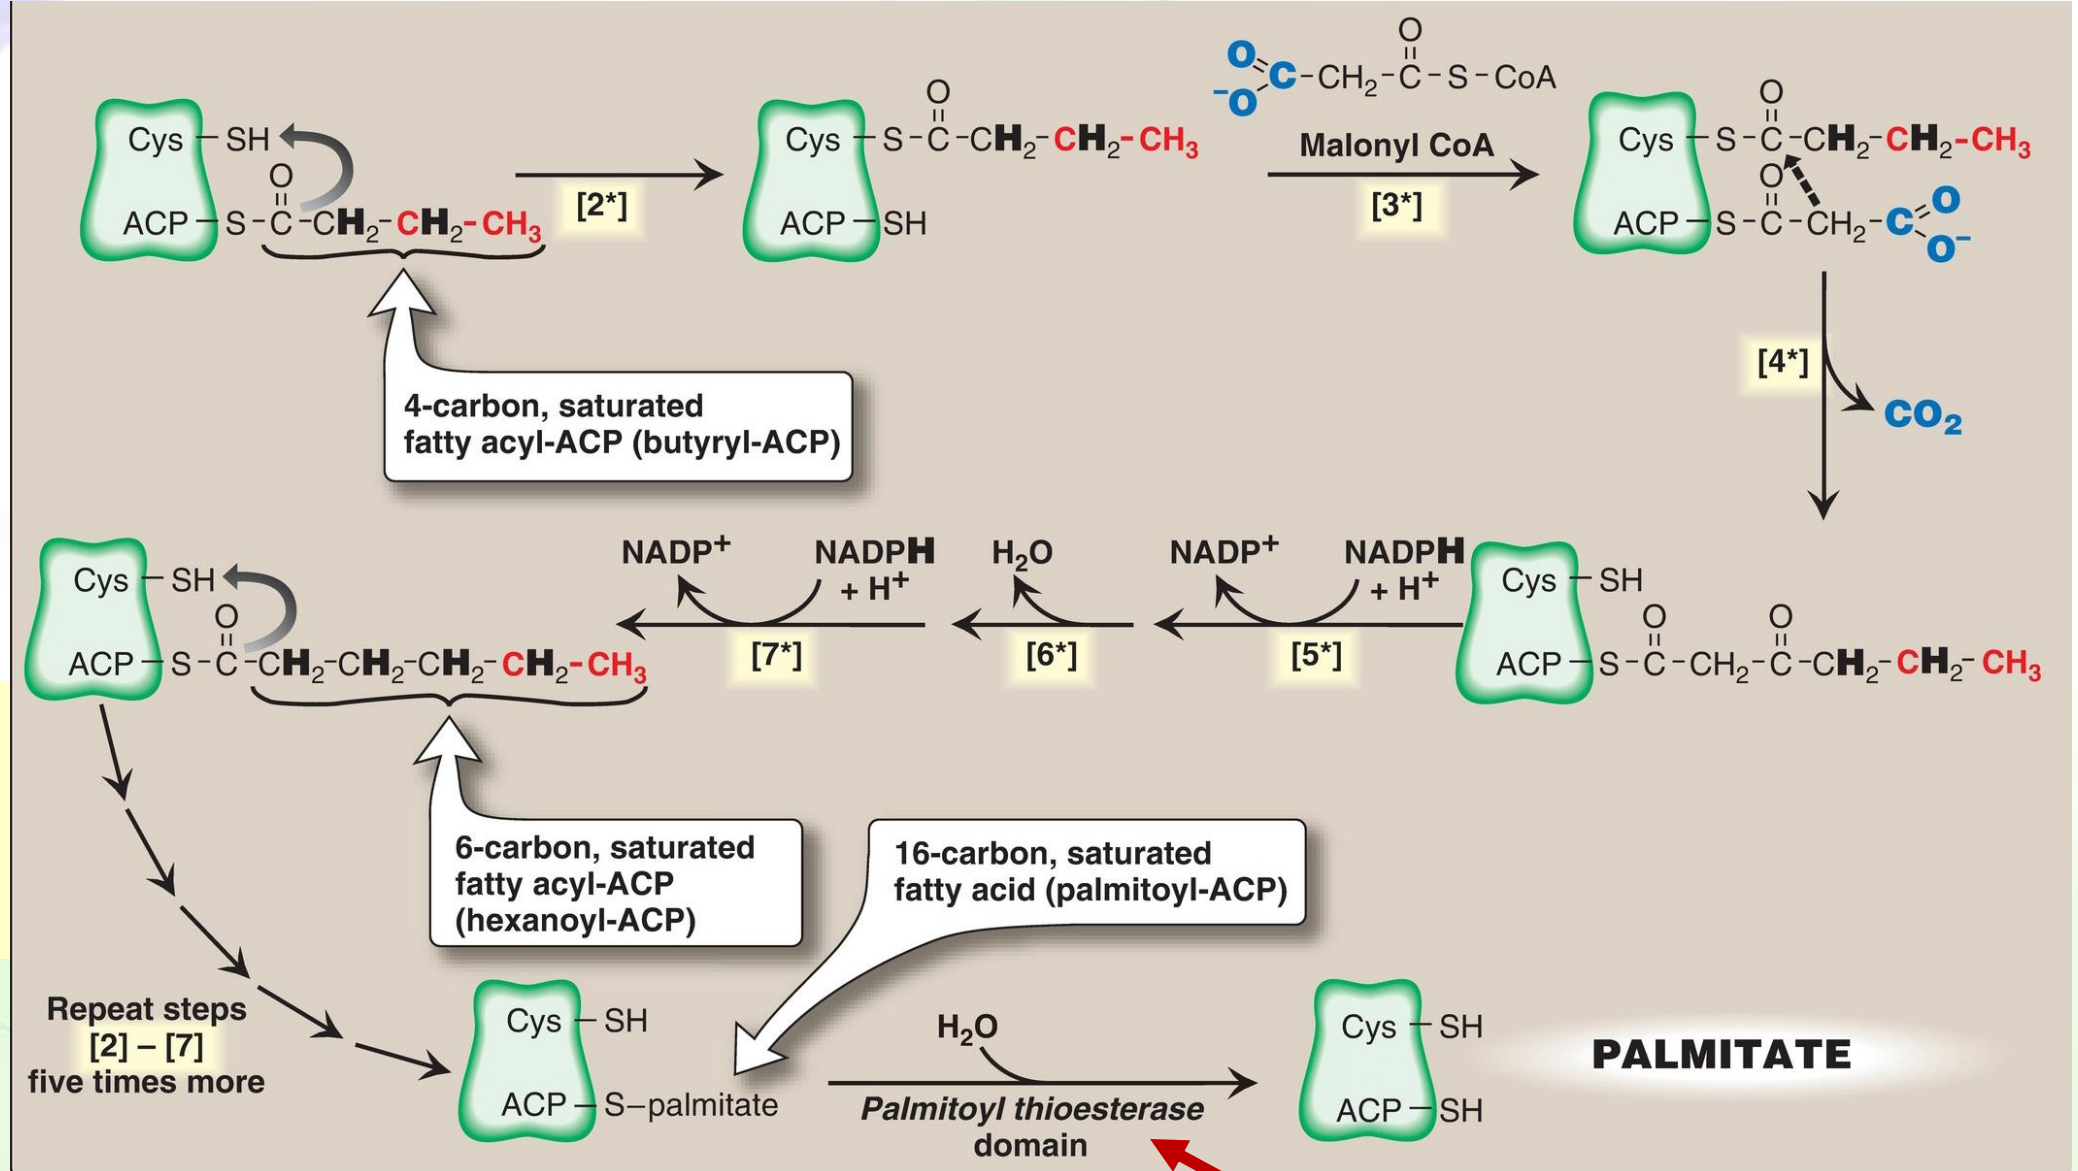 O
O
C-CH₂-C-S-CoA
⁻O
Malonyl CoA
[3*]
Cys
SH
O
ACP
S-C-CH₂-CH₂-CH₃
[2*]
O
Cys
S-C-CH₂-CH₂-CH₃
ACP
SH
O
Cys
S-C-CH₂-CH₂-CH₃
O
ACP
S-C-CH₂-C
O
O⁻
4-carbon, saturated
fatty acyl-ACP (butyryl-ACP)
[4*]
CO₂
Cys
SH
O
O
ACP
S-C-CH₂-C-CH₂-CH₂-CH₃
NADPH
+ H⁺
NADP⁺
[5*]
H₂O
[6*]
NADPH
+ H⁺
NADP⁺
[7*]
Cys
SH
O
ACP
S-C-CH₂-CH₂-CH₂-CH₂-CH₃
6-carbon, saturated
fatty acyl-ACP
(hexanoyl-ACP)
16-carbon, saturated
fatty acid (palmitoyl-ACP)
Repeat steps
[2] – [7]
five times more
Cys
SH
ACP
S–palmitate
H₂O
Palmitoyl thioesterase
domain
Cys
SH
ACP
SH
PALMITATE